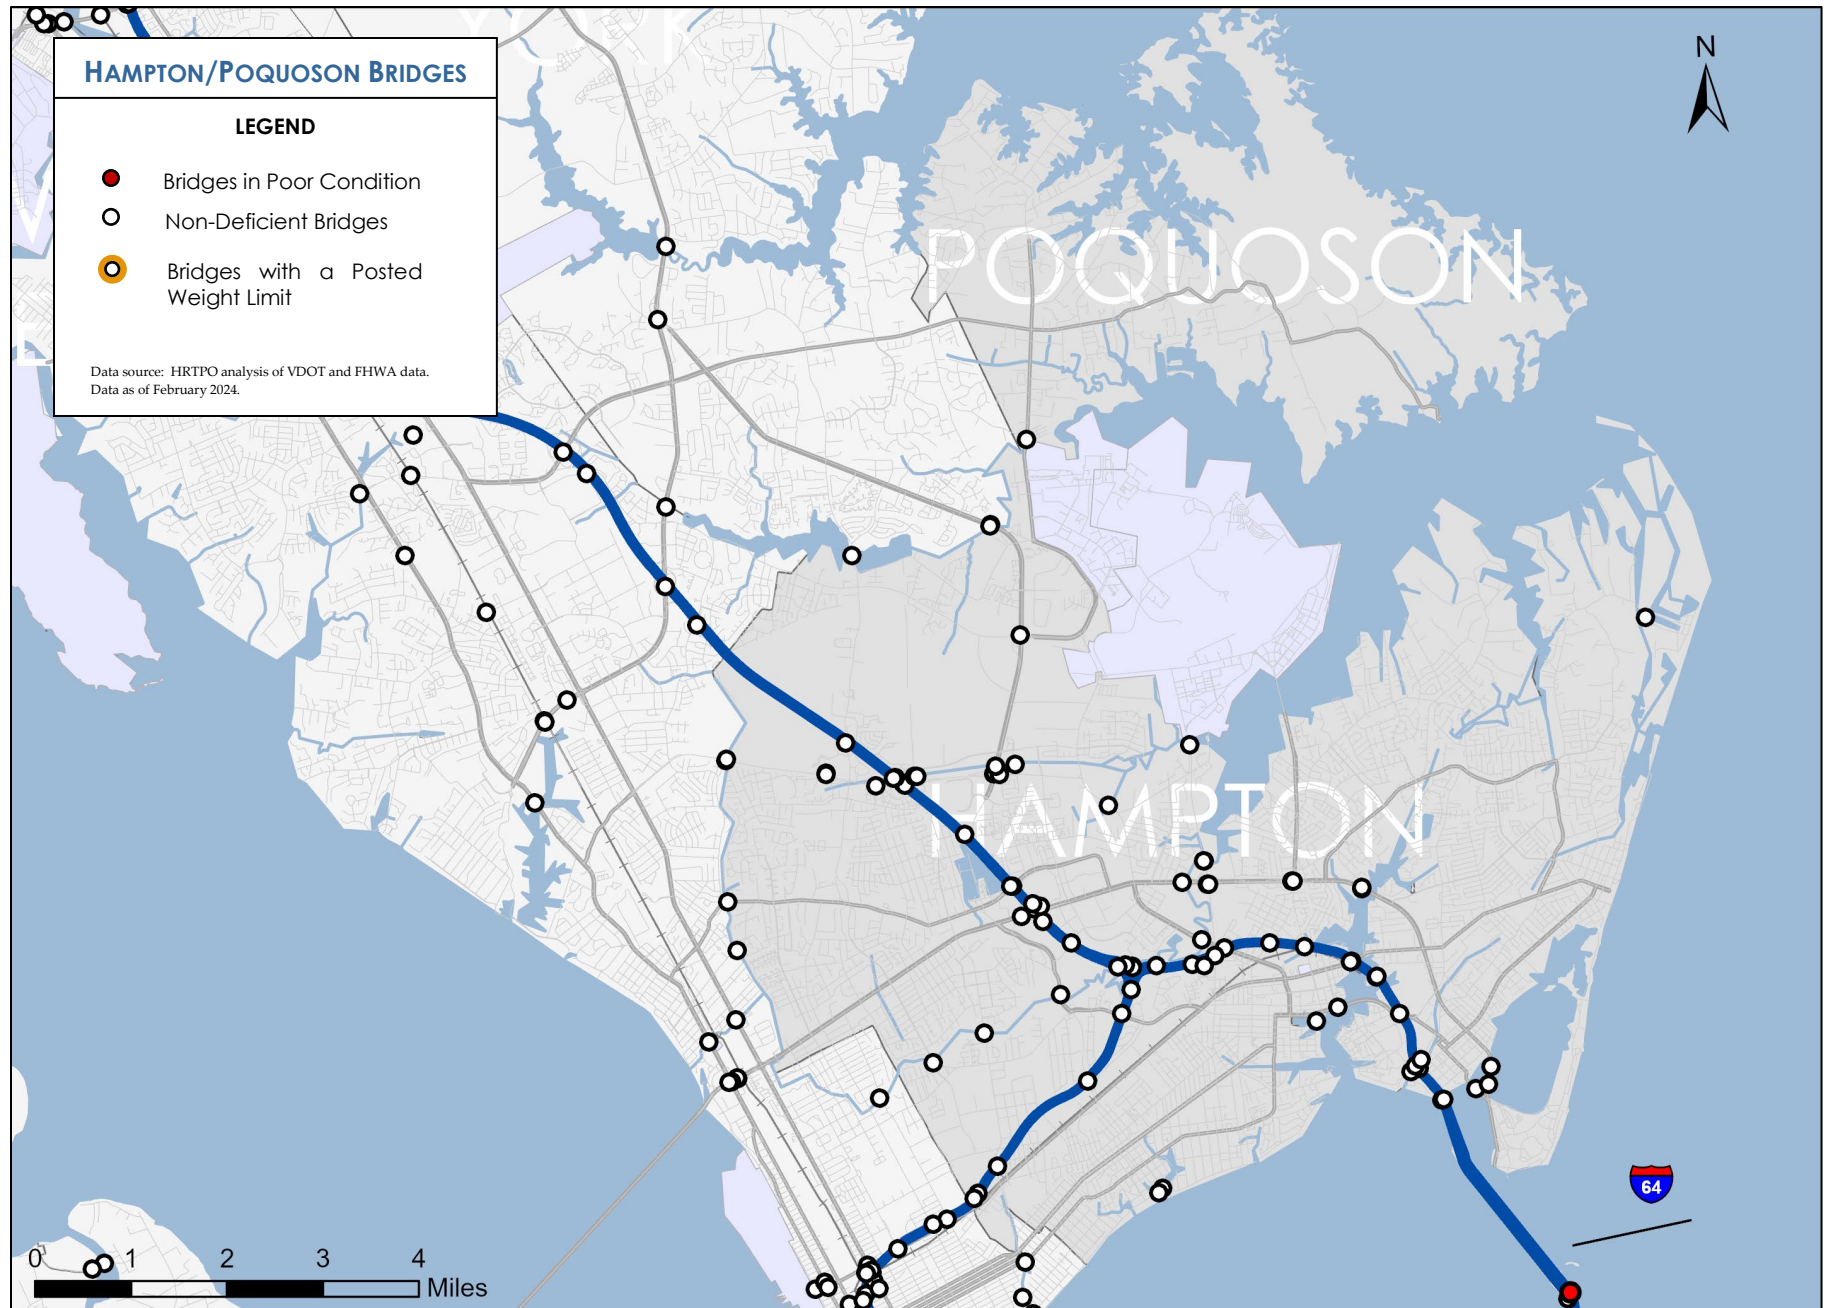 YORK
N
HAMPTON/POQUOSON BRIDGES
LEGEND
Bridges in Poor Condition
Non-Deficient Bridges
Bridges with a Posted
Weight Limit
Data source: HRTPO analysis of VDOT and FHWA data.
Data as of February 2024.
POQUOSON
HAMPTON
64
0 1 2 3 4
Miles